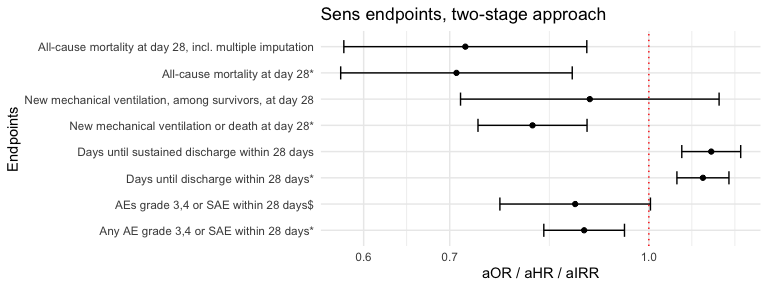 Sens endpoints, two-stage approach
Endpoints
All-cause mortality at day 28, incl. multiple imputation
All-cause mortality at day 28*
New mechanical ventilation, among survivors, at day 28
New mechanical ventilation or death at day 28*
Days until sustained discharge within 28 days
Days until discharge within 28 days*
AEs grade 3,4 or SAE within 28 days$
Any AE grade 3,4 or SAE within 28 days*
0.6 0.7 1.0
aOR / aHR / aIRR